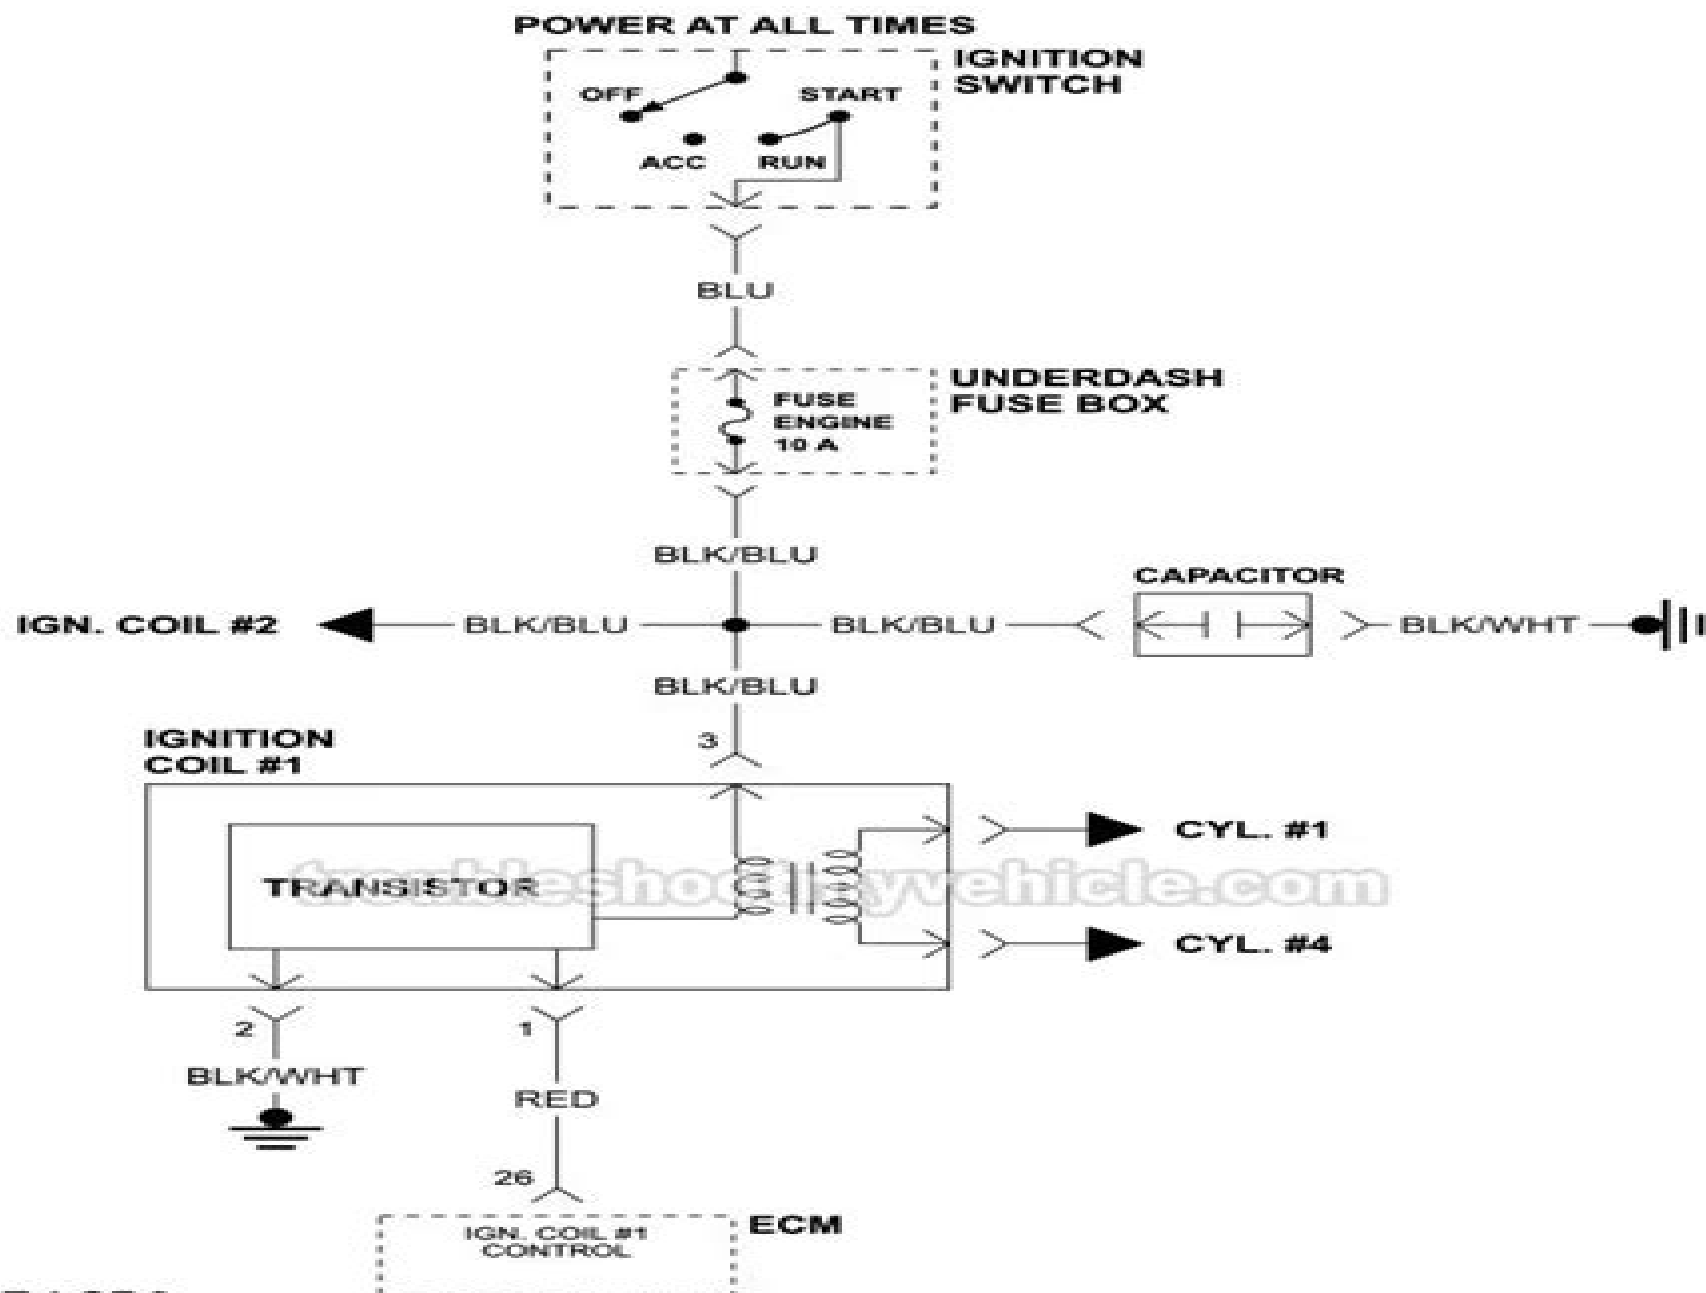 POWER AT ALL TIMES
IGNITION
SWITCH
OFF
START
ACC
RUN
BLU
UNDERDASH
FUSE BOX
FUSE
ENGINE
10 A
BLK/BLU
CAPACITOR
IGN. COIL #2
BLK/BLU
BLK/BLU
BLK/WHT
BLK/BLU
3
IGNITION
COIL #1
CYL. #1
TRANSISTOR
troubleshootmyvehicle.com
CYL. #4
2
1
BLK/WHT
RED
26
ECM
IGN. COIL #1
CONTROL